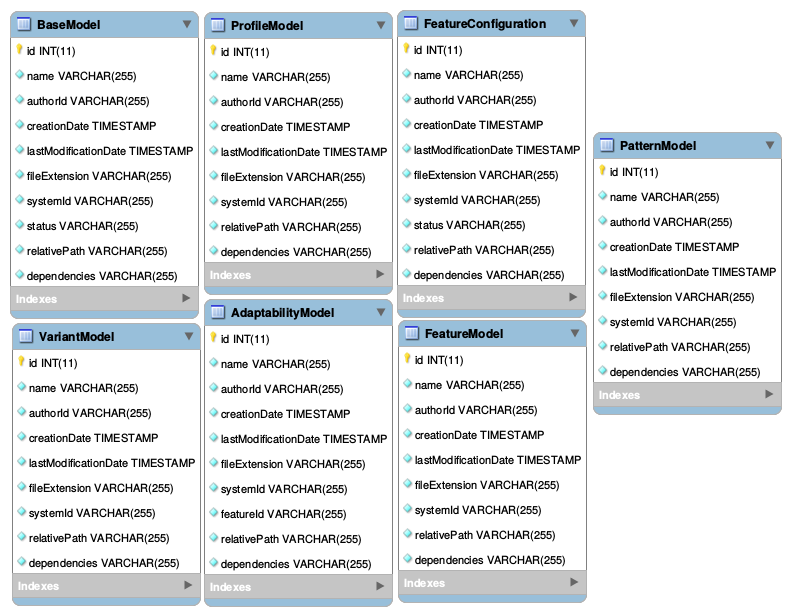 BaseModel
id INT(11)
name VARCHAR(255)
authorId VARCHAR(255)
creationDate TIMESTAMP
lastModificationDate TIMESTAMP
fileExtension VARCHAR(255)
systemId VARCHAR(255)
status VARCHAR(255)
relativePath VARCHAR(255)
dependencies VARCHAR(255)
Indexes
ProfileModel
id INT(11)
name VARCHAR(255)
authorId VARCHAR(255)
creationDate TIMESTAMP
lastModificationDate TIMESTAMP
fileExtension VARCHAR(255)
systemId VARCHAR(255)
relativePath VARCHAR(255)
dependencies VARCHAR(255)
Indexes
FeatureConfiguration
id INT(11)
name VARCHAR(255)
authorId VARCHAR(255)
creationDate TIMESTAMP
lastModificationDate TIMESTAMP
fileExtension VARCHAR(255)
systemId VARCHAR(255)
status VARCHAR(255)
relativePath VARCHAR(255)
dependencies VARCHAR(255)
Indexes
PatternModel
id INT(11)
name VARCHAR(255)
authorId VARCHAR(255)
creationDate TIMESTAMP
lastModificationDate TIMESTAMP
fileExtension VARCHAR(255)
systemId VARCHAR(255)
relativePath VARCHAR(255)
dependencies VARCHAR(255)
Indexes
VariantModel
id INT(11)
name VARCHAR(255)
authorId VARCHAR(255)
creationDate TIMESTAMP
lastModificationDate TIMESTAMP
fileExtension VARCHAR(255)
systemId VARCHAR(255)
relativePath VARCHAR(255)
dependencies VARCHAR(255)
Indexes
AdaptabilityModel
id INT(11)
name VARCHAR(255)
authorId VARCHAR(255)
creationDate TIMESTAMP
lastModificationDate TIMESTAMP
fileExtension VARCHAR(255)
systemId VARCHAR(255)
featureId VARCHAR(255)
relativePath VARCHAR(255)
dependencies VARCHAR(255)
Indexes
FeatureModel
id INT(11)
name VARCHAR(255)
authorId VARCHAR(255)
creationDate TIMESTAMP
lastModificationDate TIMESTAMP
fileExtension VARCHAR(255)
systemId VARCHAR(255)
relativePath VARCHAR(255)
dependencies VARCHAR(255)
Indexes